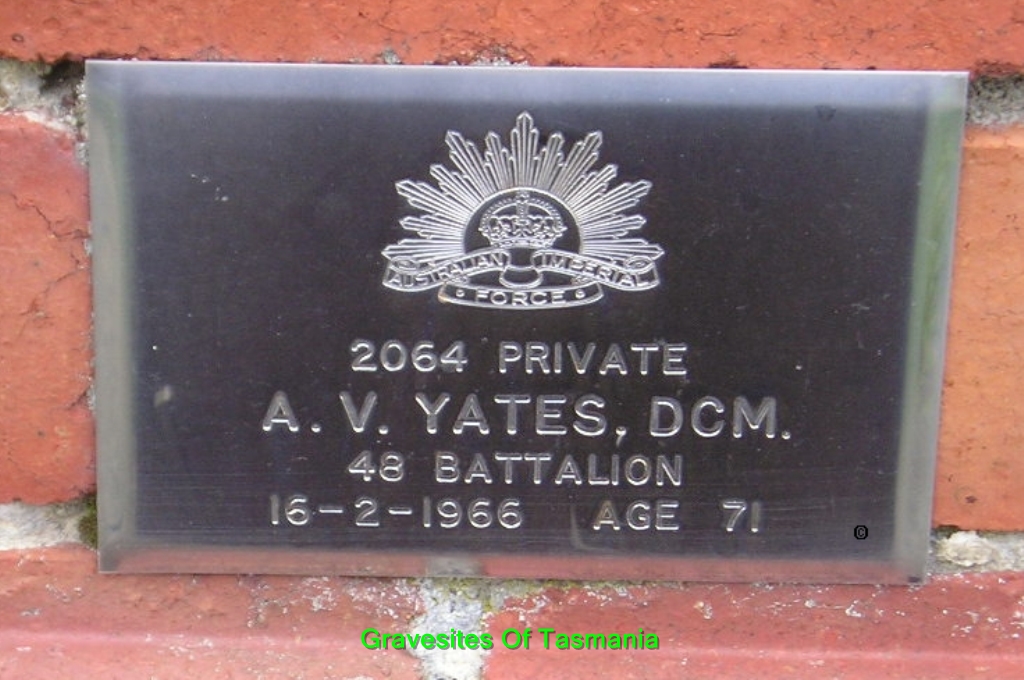 AUSTRALIAN IMPERIAL
FORCE
2064 PRIVATE
A. V. YATES, DCM.
48 BATTALION
16-2-1966 AGE 71
©
Gravesites Of Tasmania